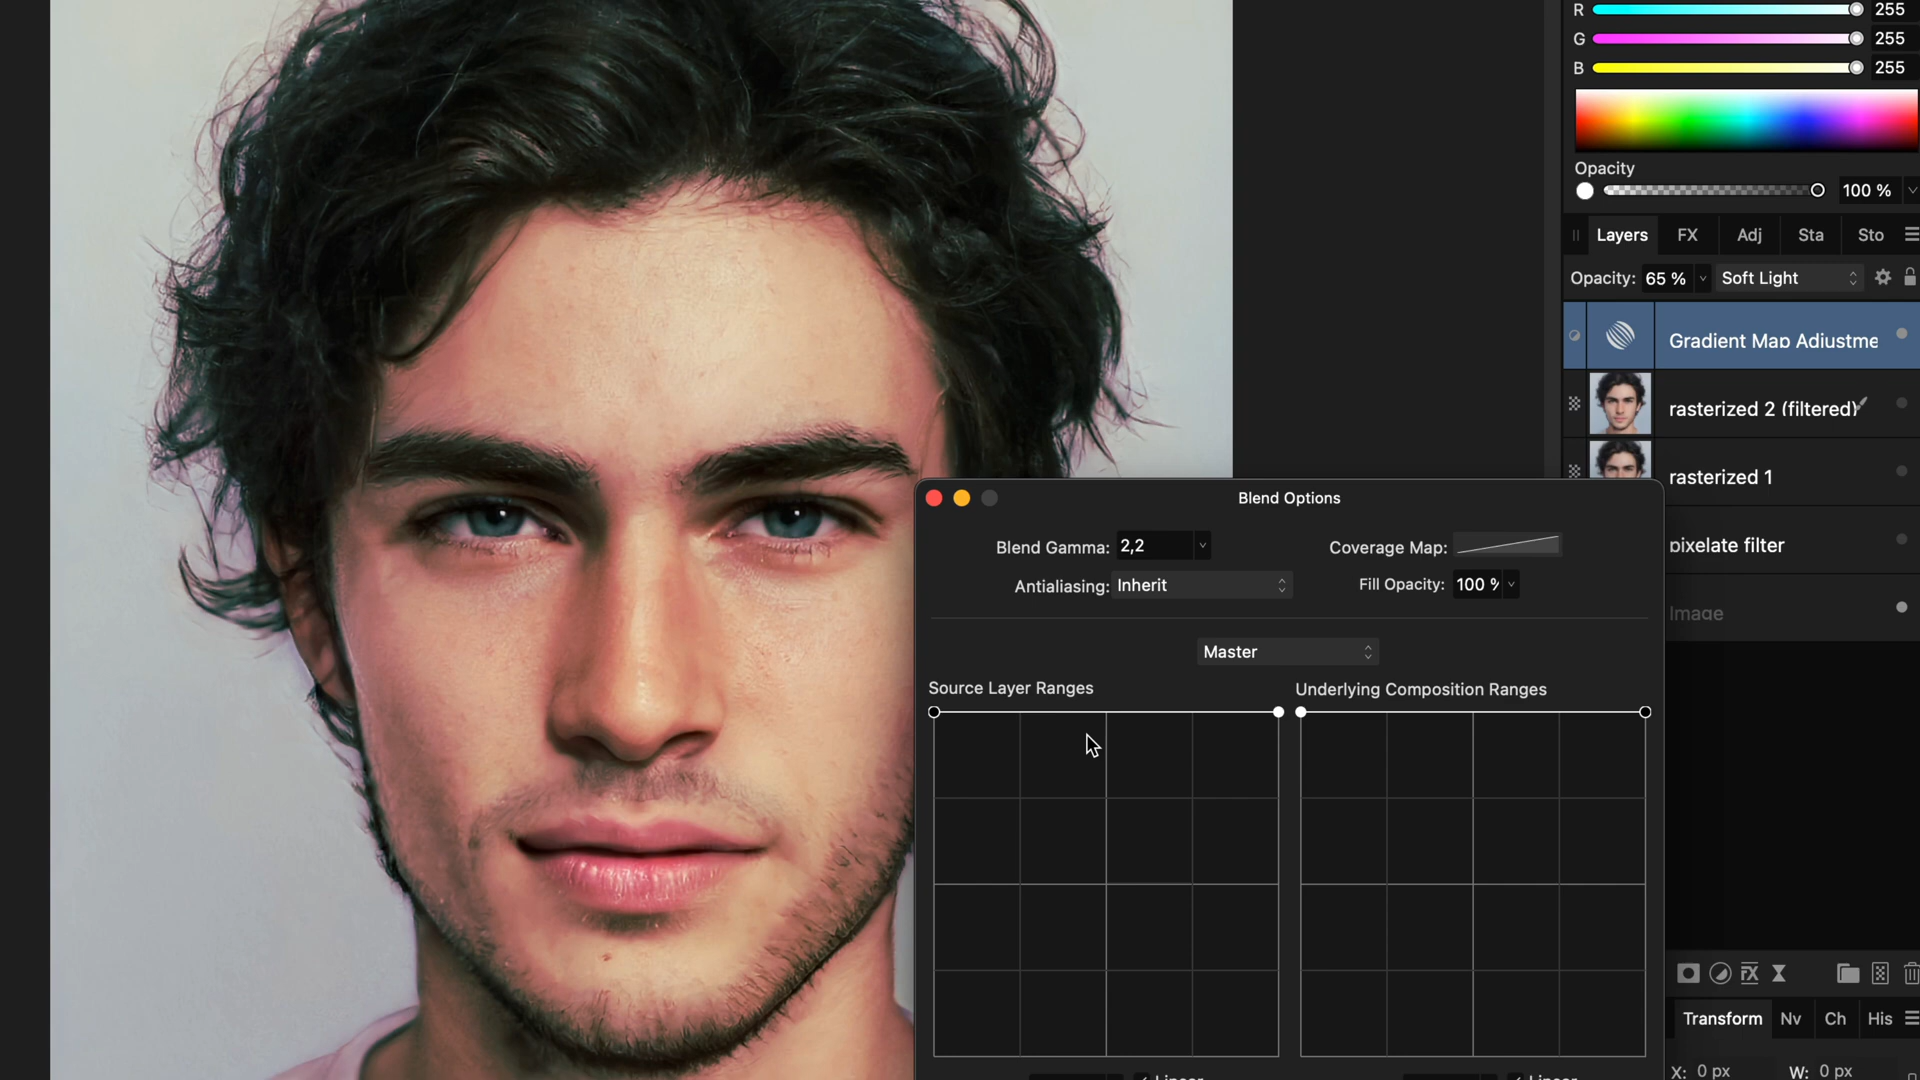 R 255
G 255
B 255
Opacity
100 %
Layers FX Adj Sta Sto
Opacity: 65 % Soft Light
Gradient Map Adjustme
rasterized 2 (filtered)
rasterized 1
pixelate filter
Image
Blend Options
Blend Gamma: 2,2 Coverage Map:
Antialiasing: Inherit Fill Opacity: 100 %
Master
Source Layer Ranges Underlying Composition Ranges
Linear Linear
Transform Nv Ch His
X: 0 px W: 0 px